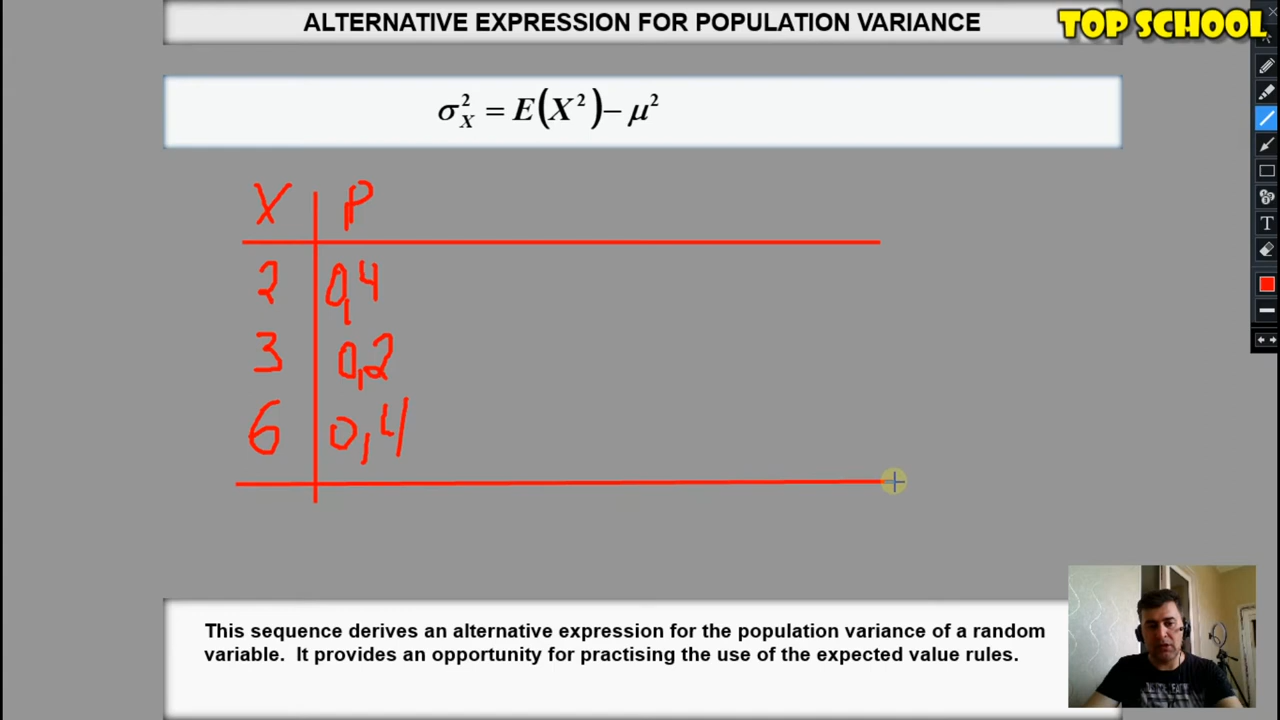 ALTERNATIVE EXPRESSION FOR POPULATION VARIANCE
TOP SCHOOL
σ²_X = E(X²) – μ²
X P
2 0,4
3 0,2
6 0,4
T
This sequence derives an alternative expression for the population variance of a random
variable. It provides an opportunity for practising the use of the expected value rules.